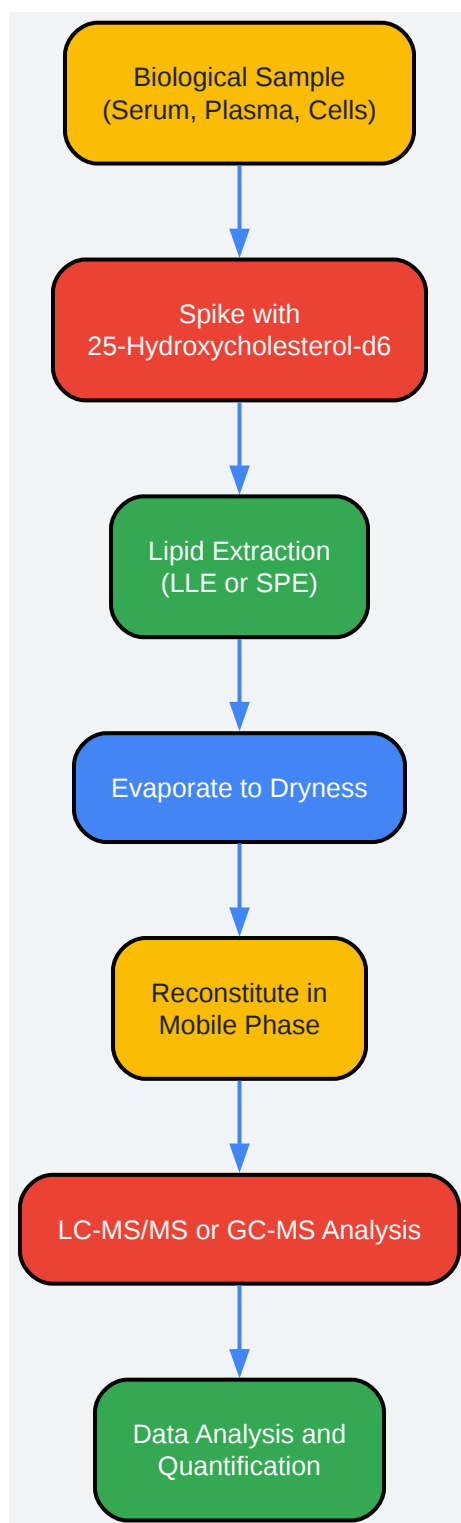 Biological Sample
(Serum, Plasma, Cells)
Spike with
25-Hydroxycholesterol-d6
Lipid Extraction
(LLE or SPE)
Evaporate to Dryness
Reconstitute in
Mobile Phase
LC-MS/MS or GC-MS Analysis
Data Analysis and
Quantification